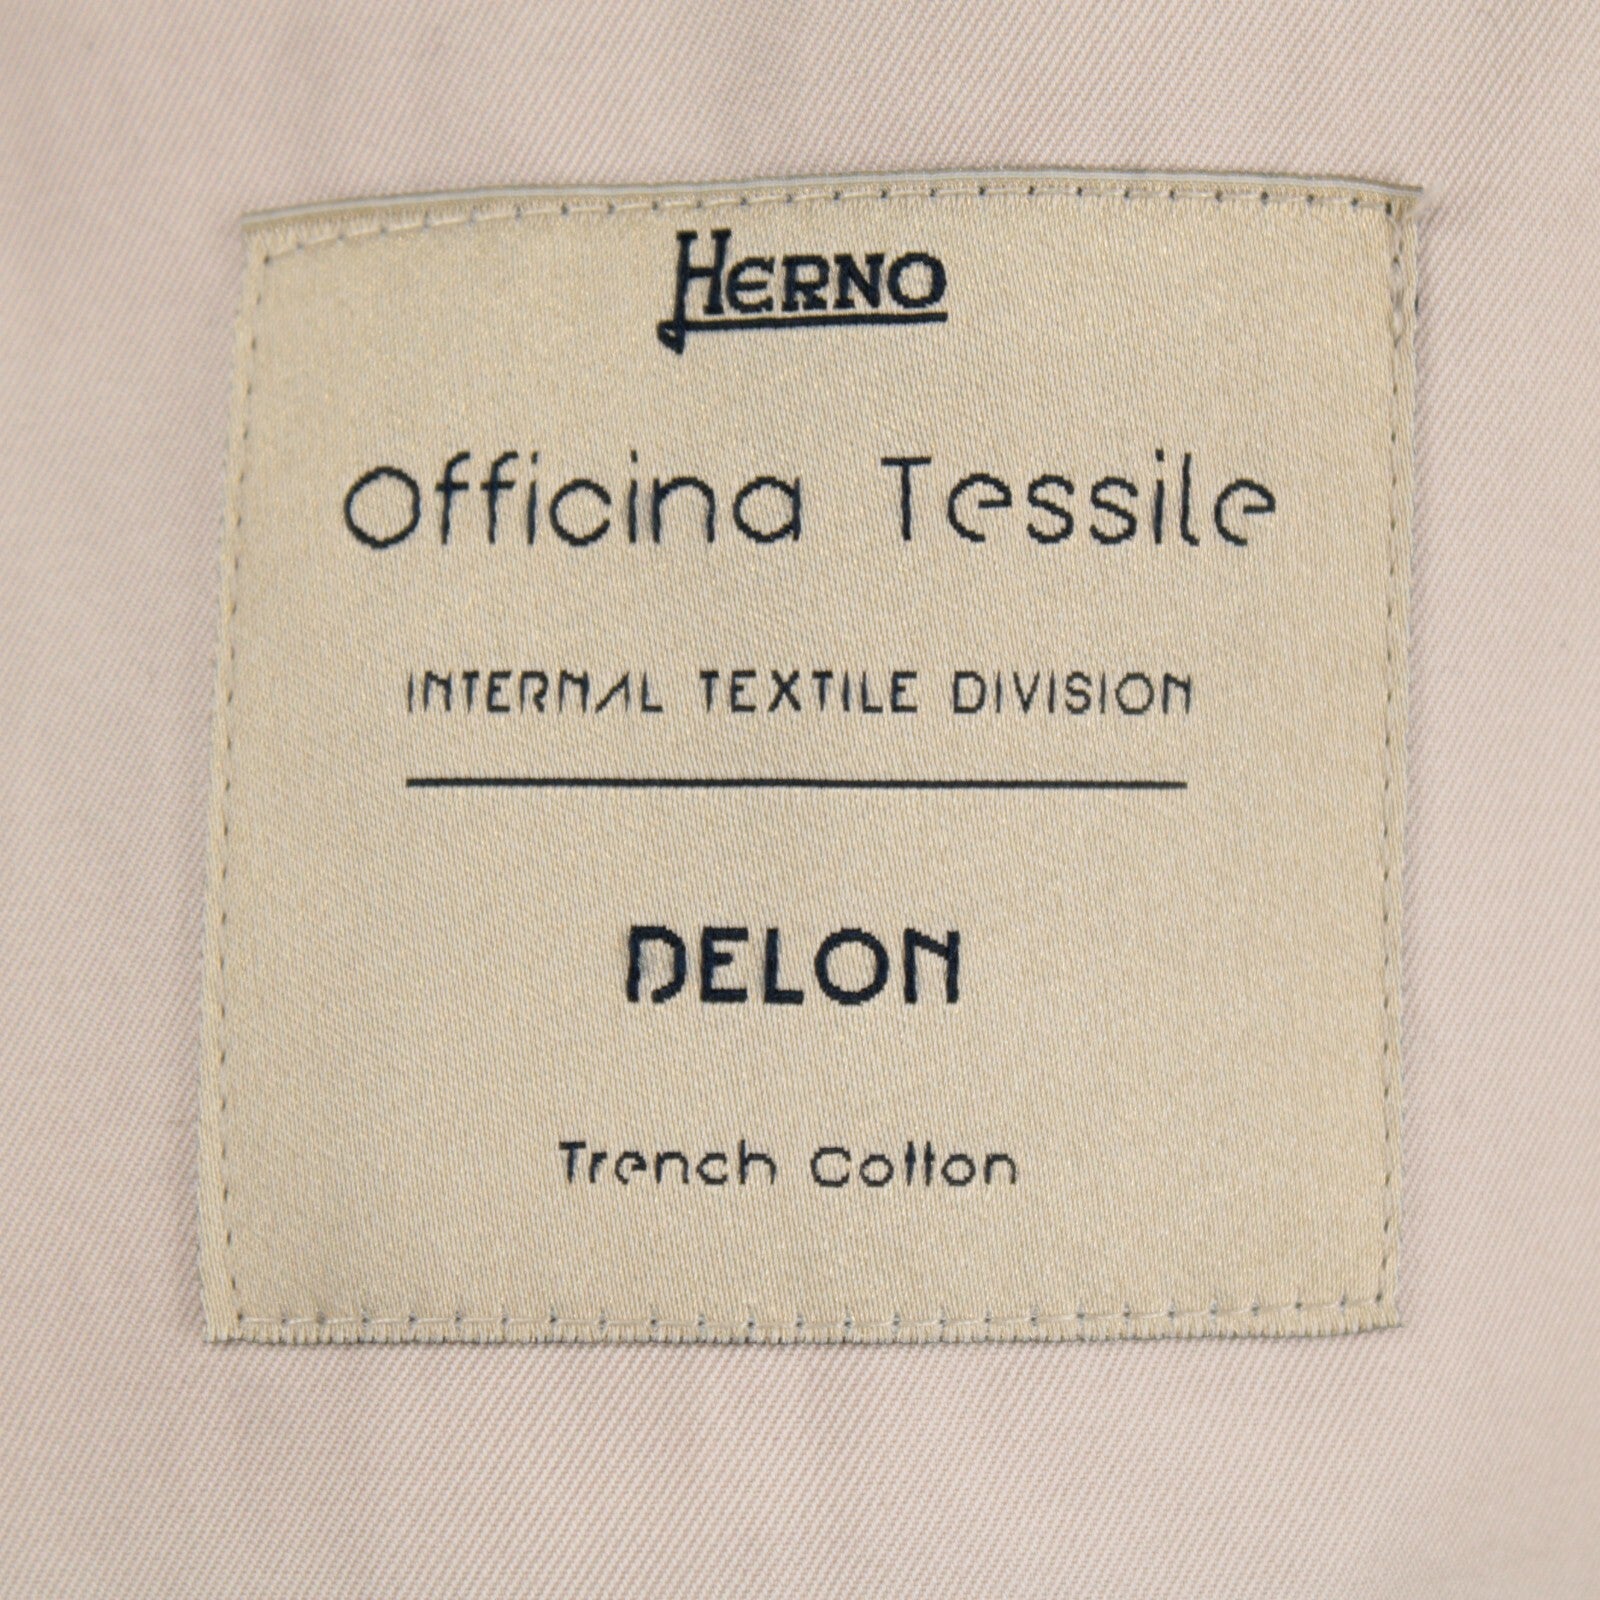 HERNO
Officina Tessile
INTERNAL TEXTILE DIVISION
DELON
Trench Cotton